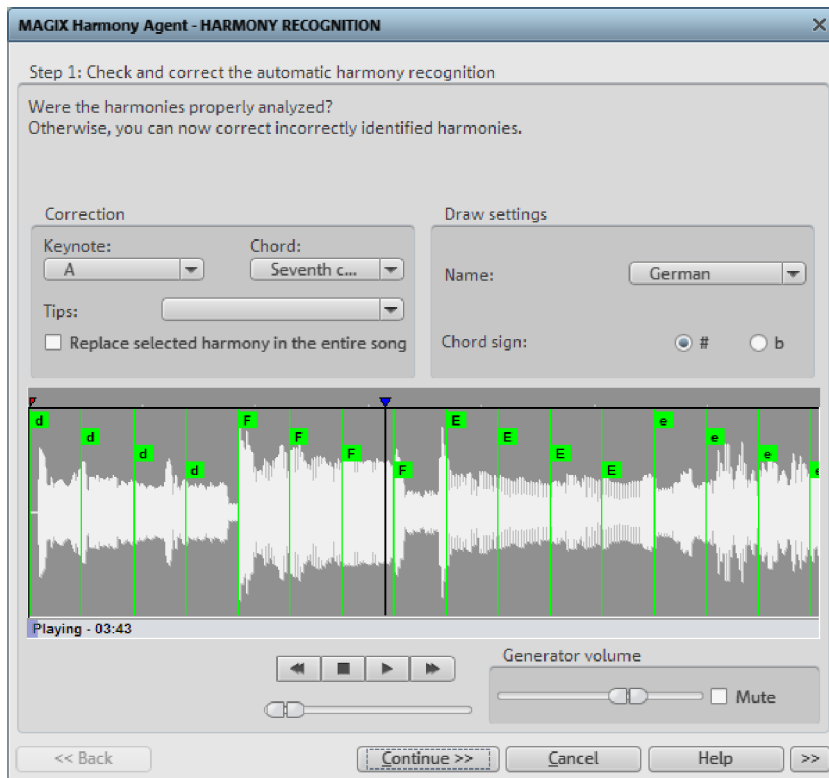 MAGIX Harmony Agent - HARMONY RECOGNITION
Step 1: Check and correct the automatic harmony recognition
Were the harmonies properly analyzed?
Otherwise, you can now correct incorrectly identified harmonies.
Correction
Keynote: Chord:
A Seventh c...
Tips:
Replace selected harmony in the entire song
Draw settings
Name: German
Chord sign: # b
d d d d F F F F E E E E e e e e
Playing - 03:43
Generator volume
Mute
<< Back Continue >> Cancel Help >>